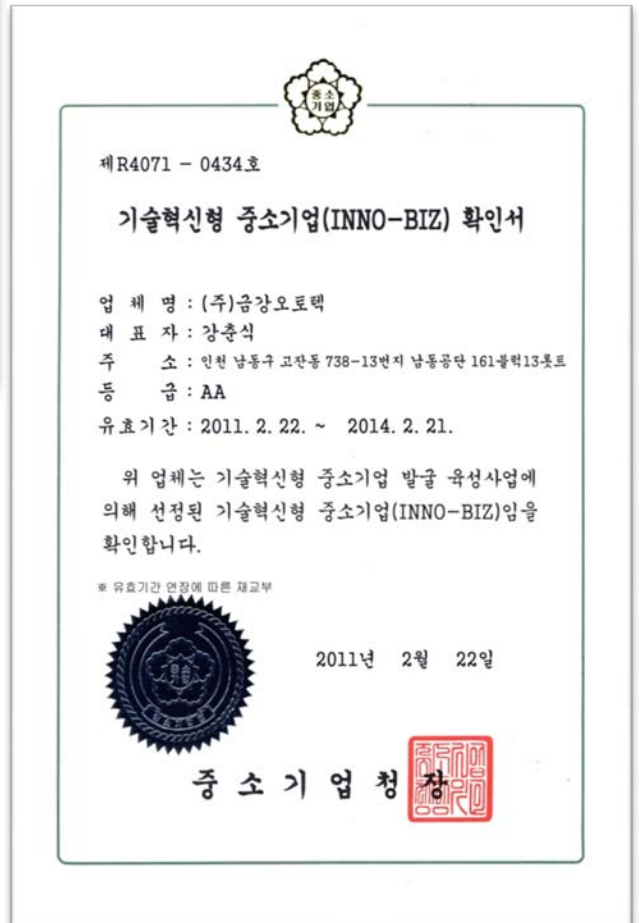 중소
기업
제R4071 - 0434호
기술혁신형 중소기업(INNO-BIZ) 확인서
업 체 명 : (주)금강오토텍
대 표 자 : 강춘식
주 소 : 인천 남동구 고잔동 738-13번지 남동공단 161블럭13롯트
등 급 : AA
유효기간 : 2011. 2. 22. ~ 2014. 2. 21.
위 업체는 기술혁신형 중소기업 발굴 육성사업에
의해 선정된 기술혁신형 중소기업(INNO-BIZ)임을
확인합니다.
※ 유효기간 연장에 따른 재교부
2011년 2월 22일
중 소 기 업 청 장